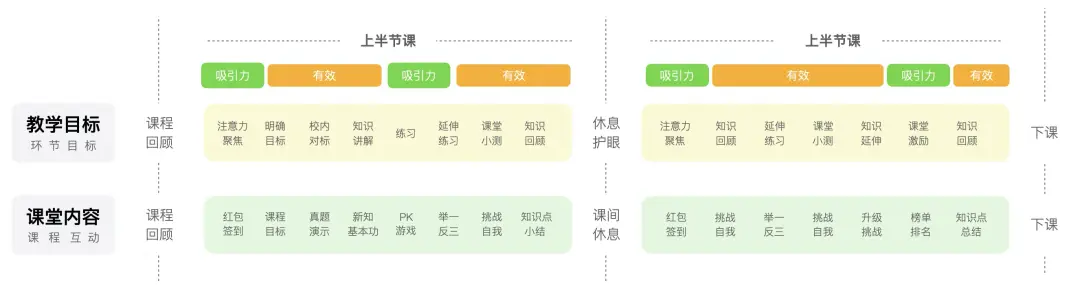 上半节课
上半节课
吸引力 有效 吸引力 有效
吸引力 有效 吸引力 有效
教学目标
环节目标
课程
回顾
注意力 明确 校内 知识 练习 延伸 课堂 知识
聚焦 目标 对标 讲解 练习 小测 回顾
休息
护眼
注意力 知识 延伸 课堂 知识 课堂 知识
聚焦 回顾 练习 小测 延伸 激励 回顾
下课
课堂内容
课程互动
课程
回顾
红包 课程 真题 新知 PK 举一 挑战 知识点
签到 目标 演示 基本功 游戏 反三 自我 小结
课间
休息
红包 挑战 举一 挑战 升级 榜单 知识点
签到 自我 反三 自我 挑战 排名 总结
下课